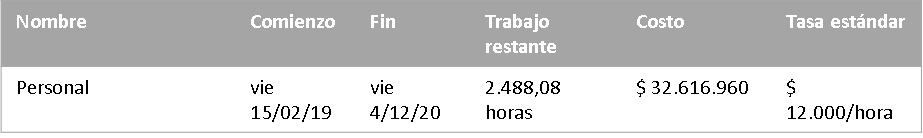 Nombre Comienzo Fin Trabajo restante Costo Tasa estándar
Personal vie 15/02/19 vie 4/12/20 2.488,08 horas $ 32.616.960 $ 12.000/hora